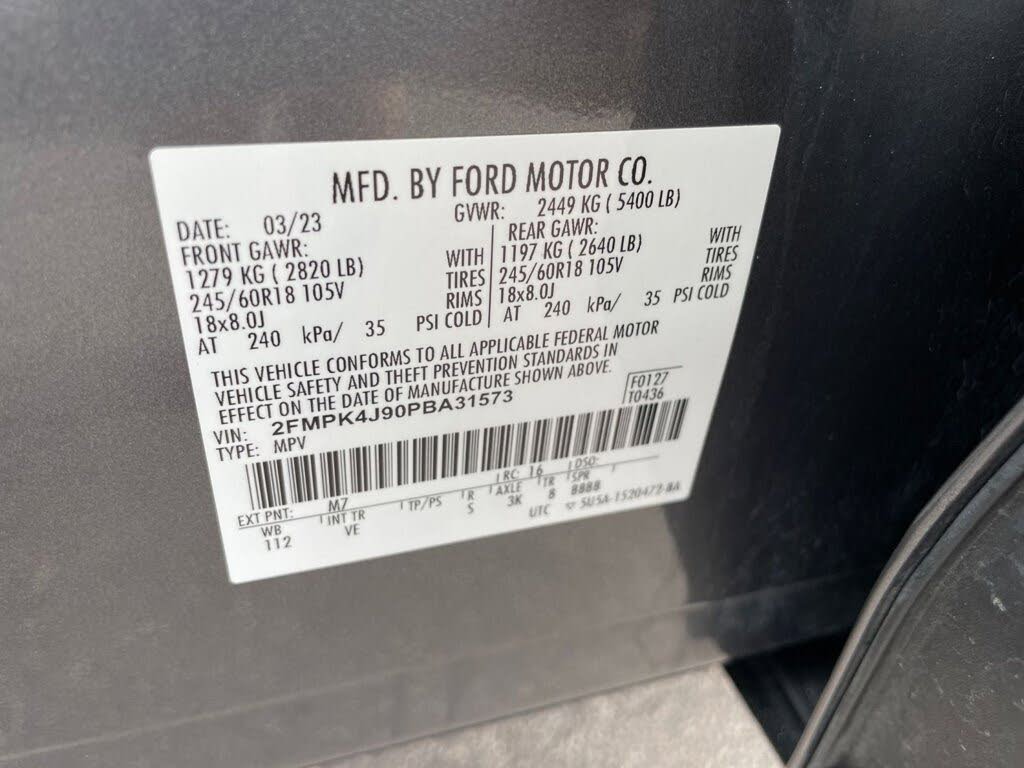 MFD. BY FORD MOTOR CO.
DATE: 03/23 GVWR: 2449 KG ( 5400 LB)
FRONT GAWR: WITH REAR GAWR: WITH
1279 KG ( 2820 LB) TIRES 1197 KG ( 2640 LB) TIRES
245/60R18 105V RIMS 245/60R18 105V RIMS
18x8.0J PSI COLD 18x8.0J PSI COLD
AT 240 kPa/ 35 AT 240 kPa/ 35
THIS VEHICLE CONFORMS TO ALL APPLICABLE FEDERAL MOTOR
VEHICLE SAFETY AND THEFT PREVENTION STANDARDS IN
EFFECT ON THE DATE OF MANUFACTURE SHOWN ABOVE.
F0127
T0436
VIN: 2FMPK4J90PBA31573
TYPE: MPV
RC: 16 DSO:
EXT PNT: M7
WB INT TR TP/PS R AXLE TR SPR
112 VE S 3K 8 8888
UTC 5U5A-1520472-BA